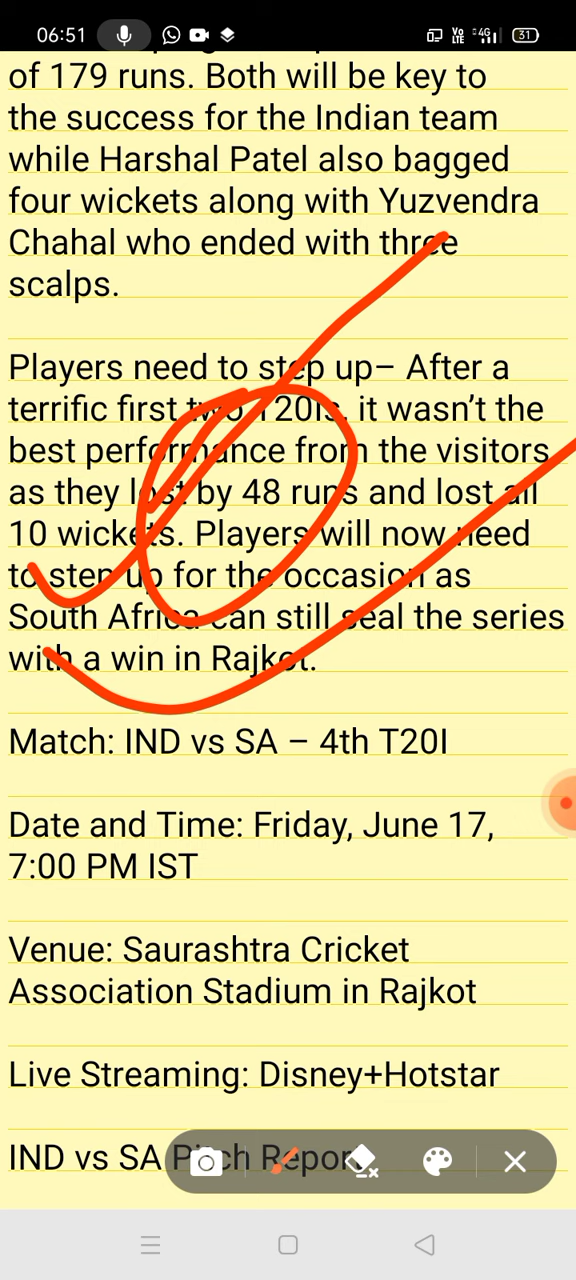 06:51
Vo LTE 4G 31
of 179 runs. Both will be key to
the success for the Indian team
while Harshal Patel also bagged
four wickets along with Yuzvendra
Chahal who ended with three
scalps.
Players need to step up– After a
terrific first two T20Is, it wasn’t the
best performance from the visitors
as they lost by 48 runs and lost all
10 wickets. Players will now need
to step up for the occasion as
South Africa can still seal the series
with a win in Rajkot.
Match: IND vs SA – 4th T20I
Date and Time: Friday, June 17,
7:00 PM IST
Venue: Saurashtra Cricket
Association Stadium in Rajkot
Live Streaming: Disney+Hotstar
IND vs SA Pitch Report